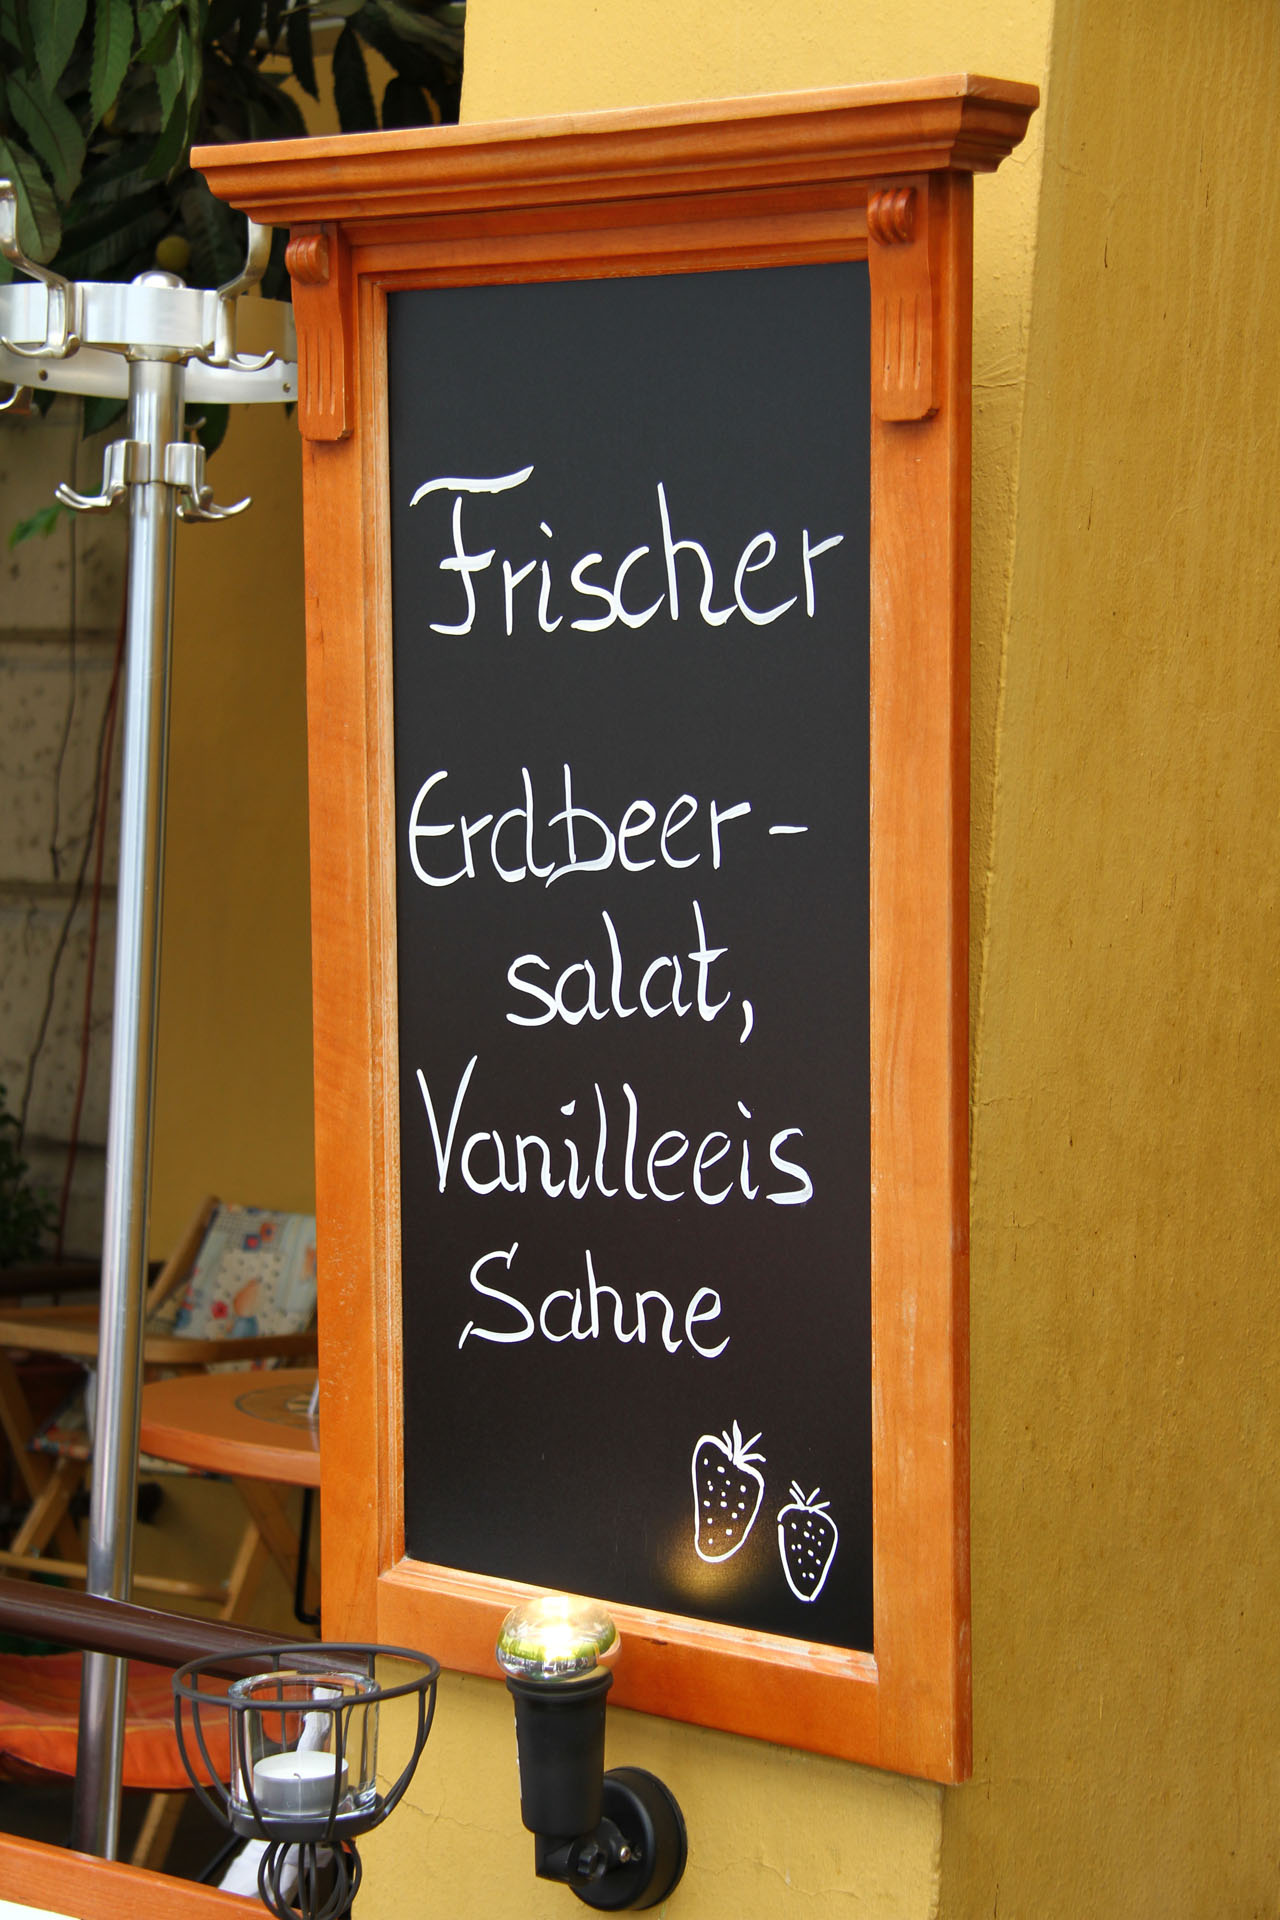 Frischer
Erdbeer-
salat,
Vanilleeis
Sahne